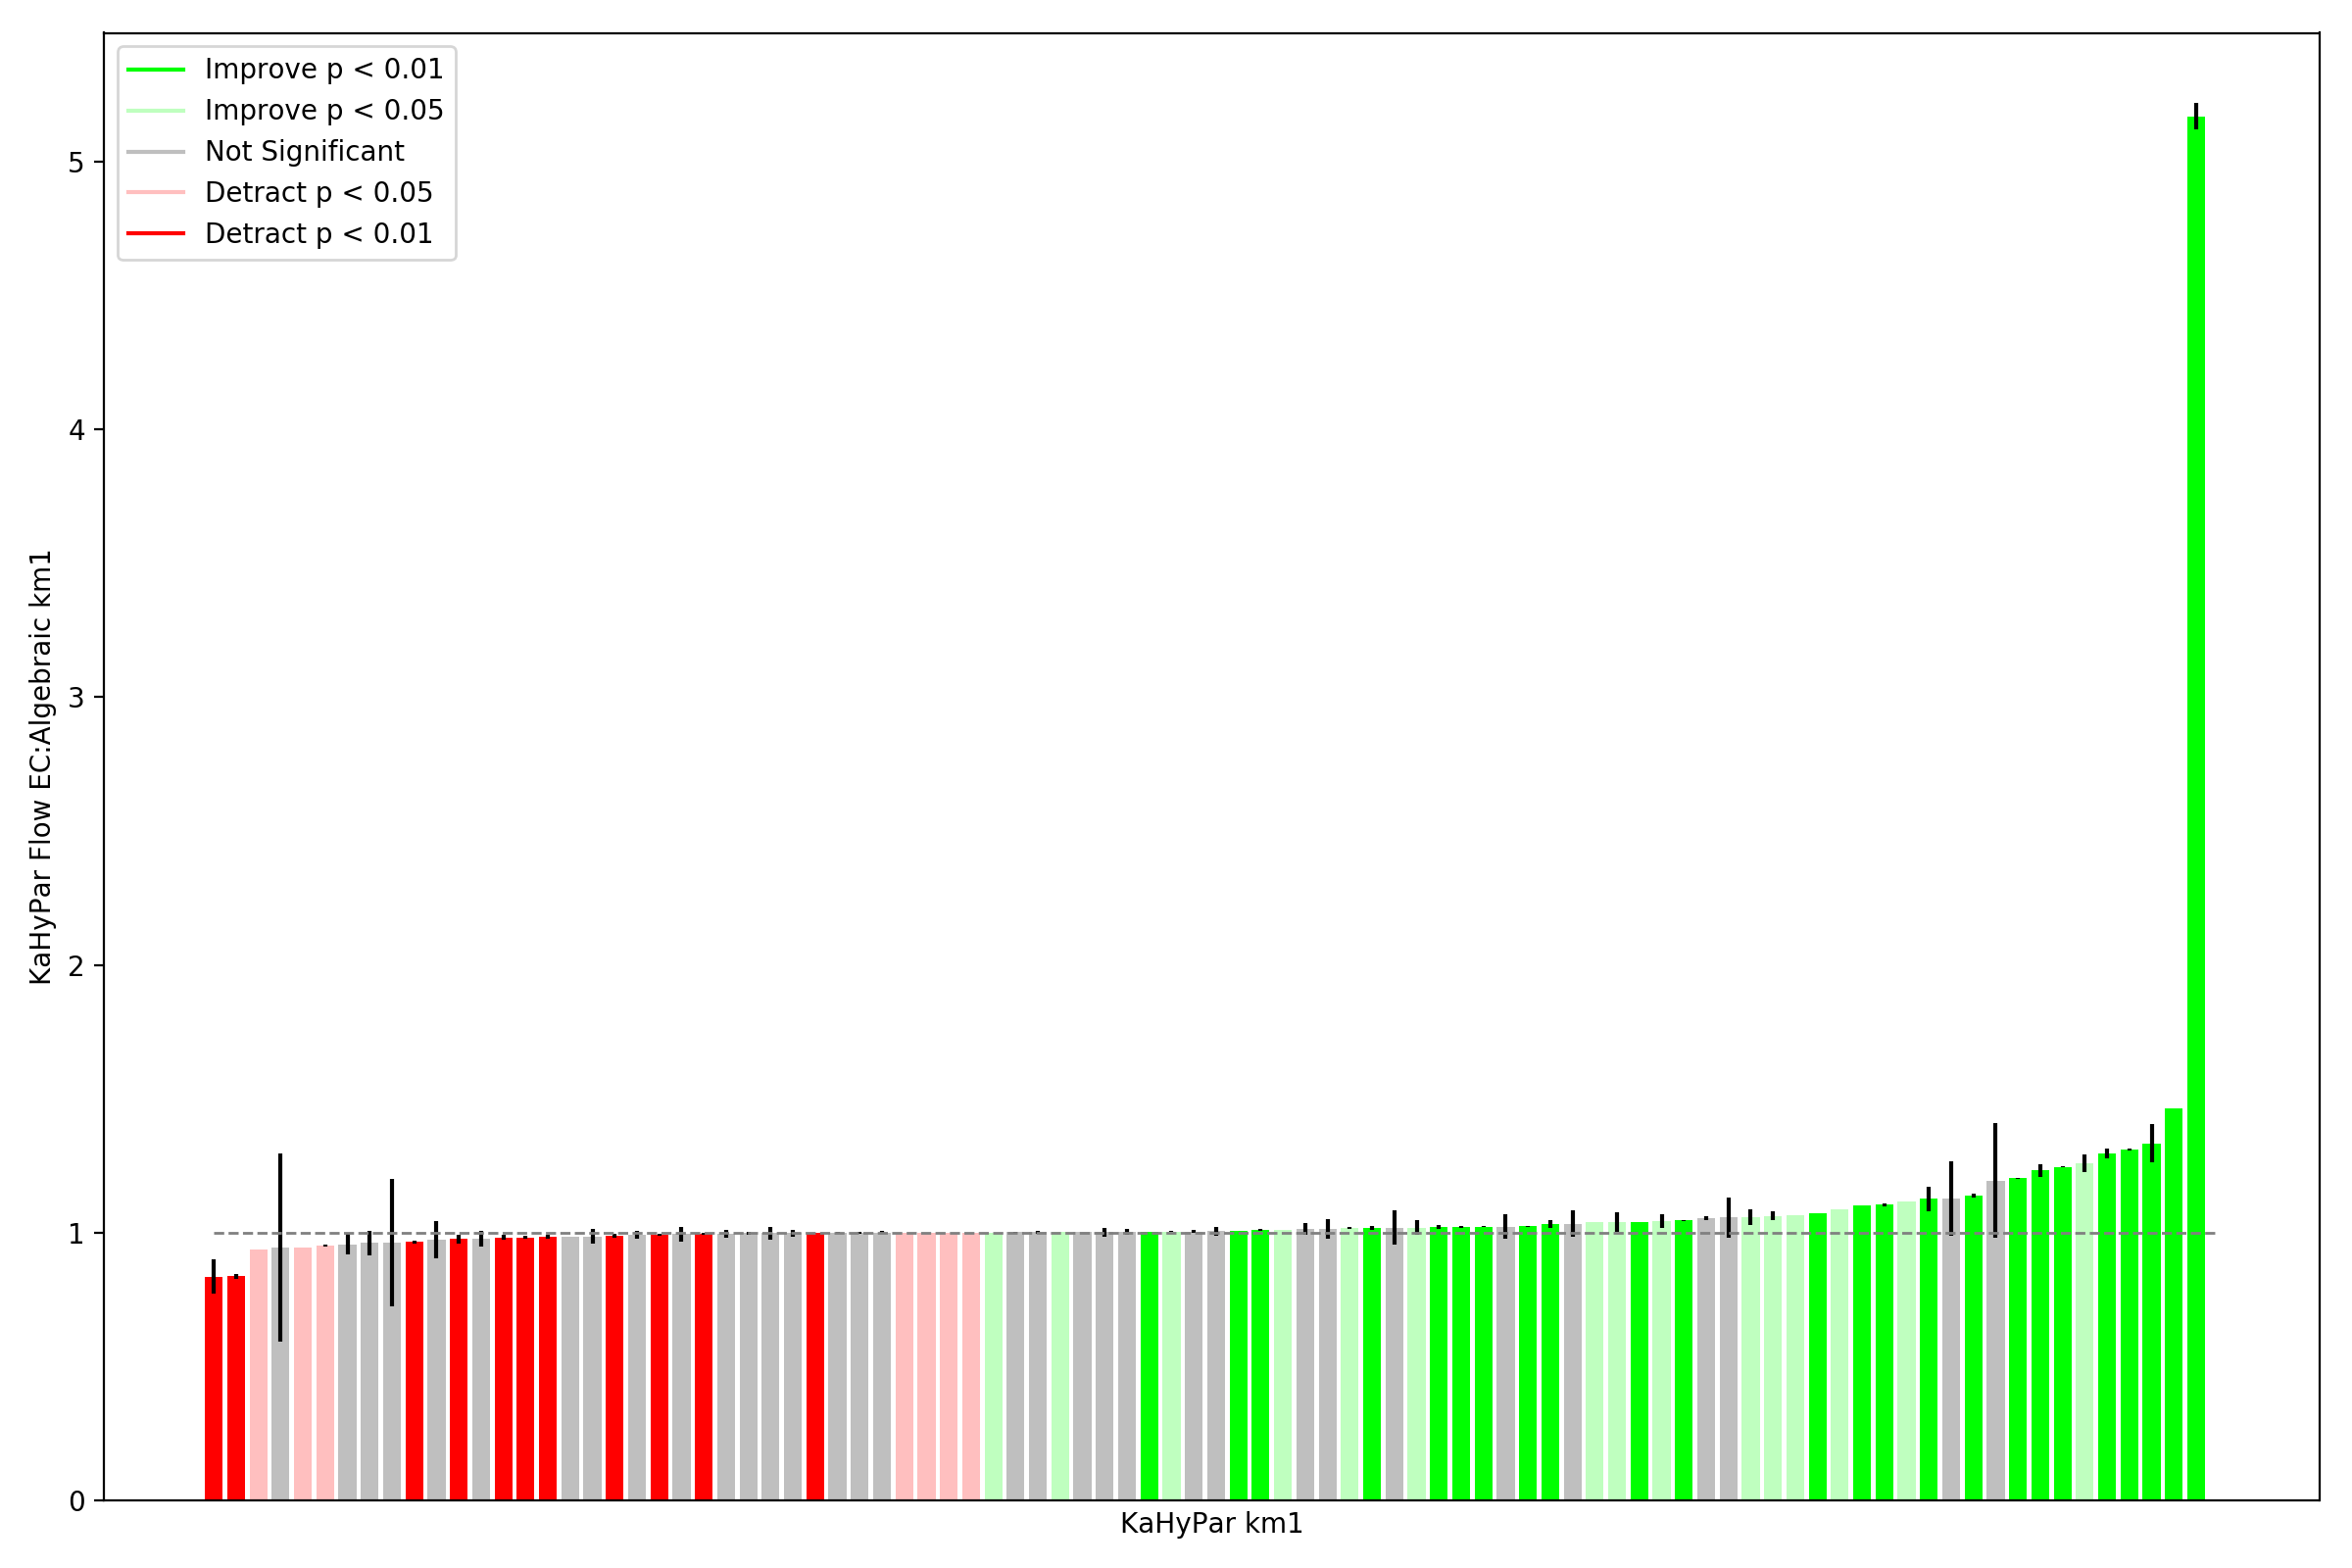 Improve p < 0.01
Improve p < 0.05
Not Significant
Detract p < 0.05
Detract p < 0.01
KaHyPar Flow EC:Algebraic km1
5
4
3
2
1
0
KaHyPar km1